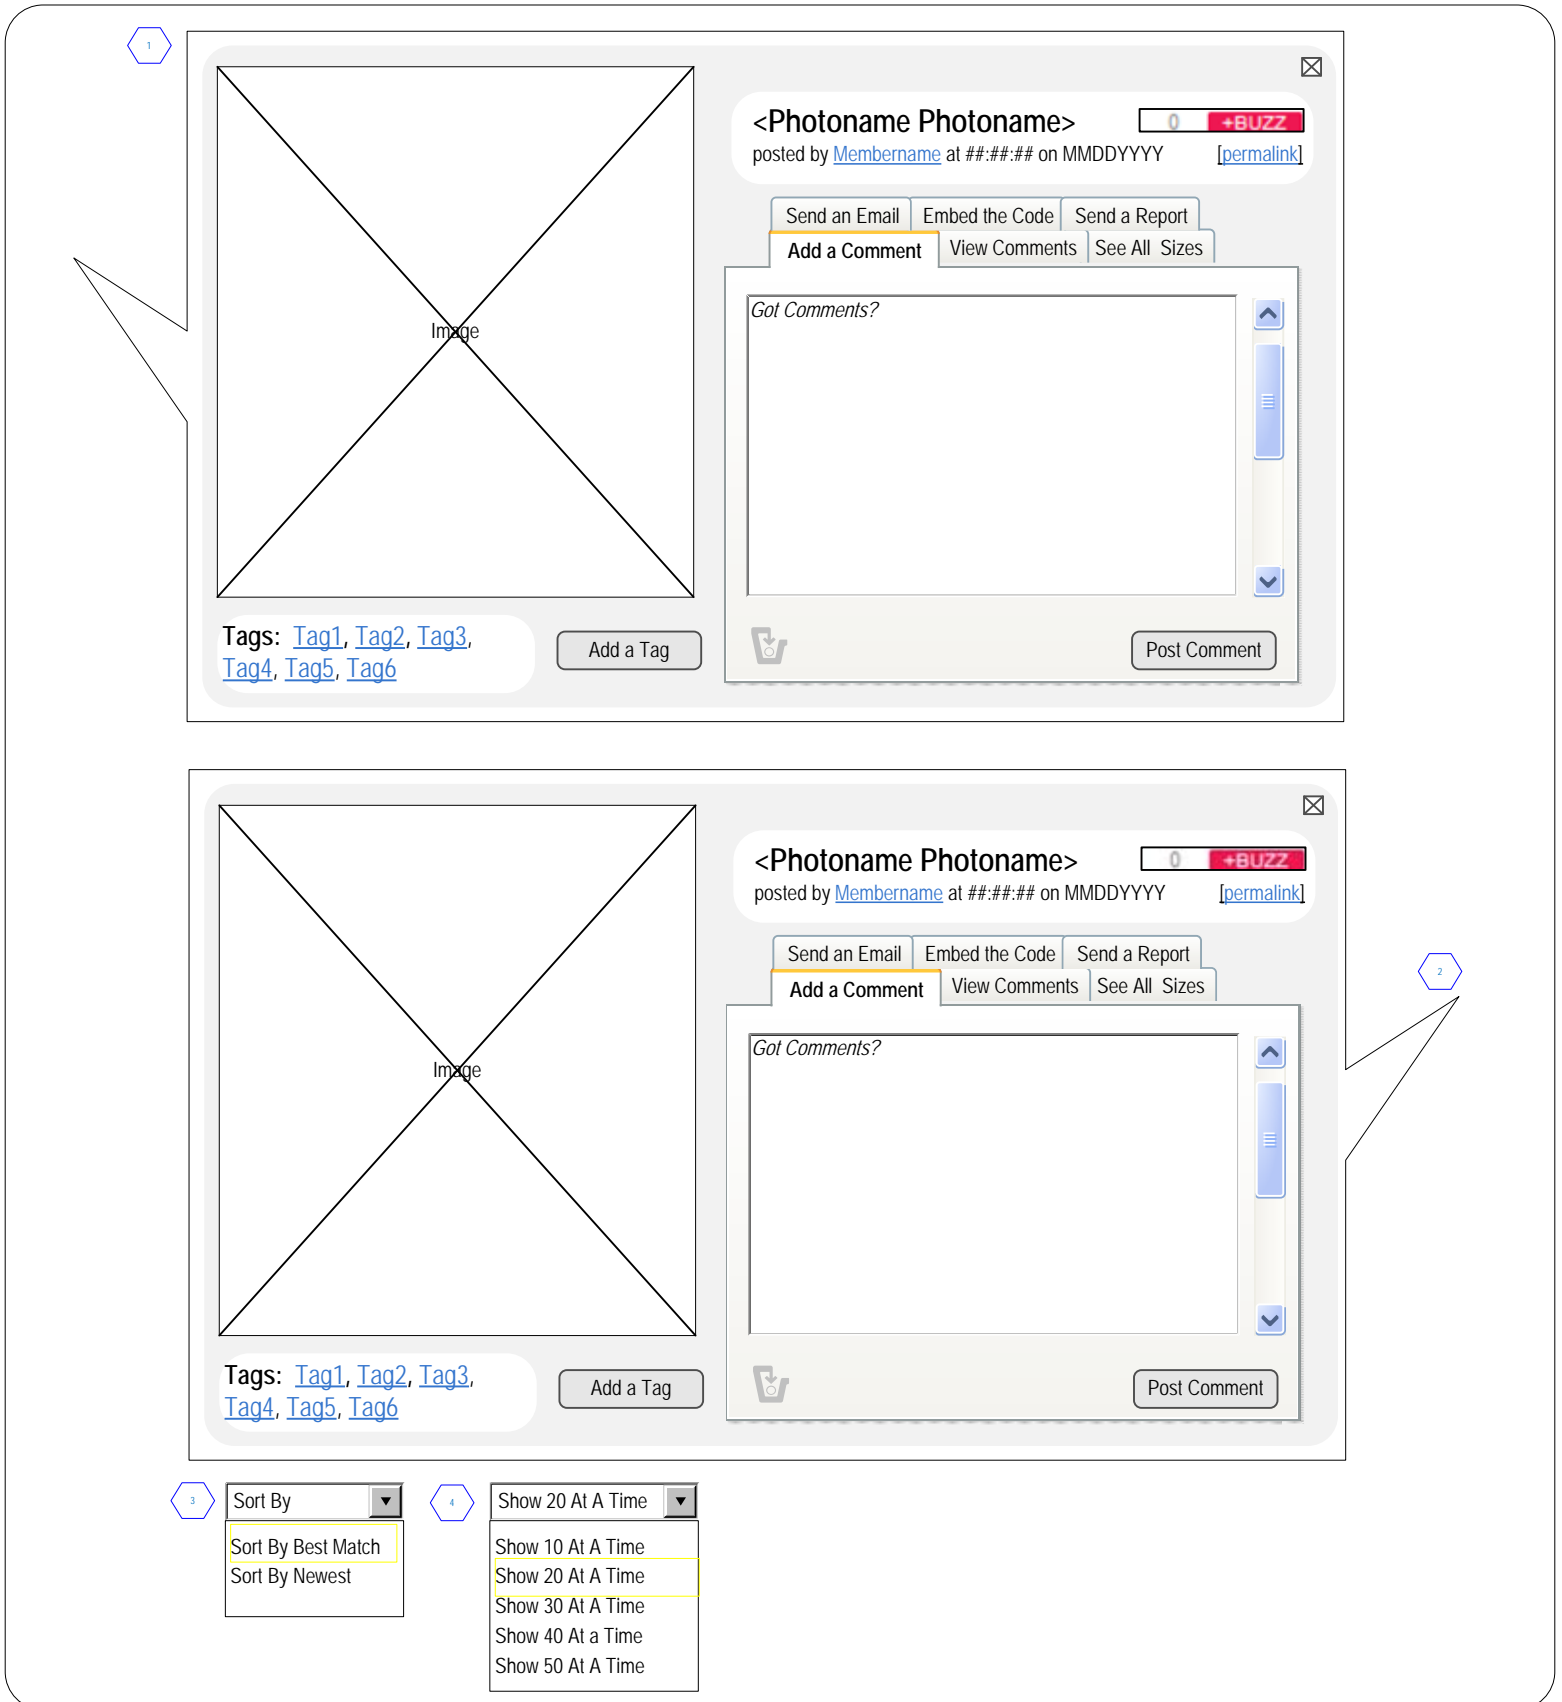 1
<Photoname Photoname>
0 +BUZZ
posted by Membername at ##:##:## on MMDDYYYY [permalink]
Send an Email Embed the Code Send a Report
Add a Comment View Comments See All Sizes
Got Comments?
Image
Tags: Tag1, Tag2, Tag3,
Tag4, Tag5, Tag6
Add a Tag
Post Comment
<Photoname Photoname>
0 +BUZZ
posted by Membername at ##:##:## on MMDDYYYY [permalink]
Send an Email Embed the Code Send a Report
Add a Comment View Comments See All Sizes
2
Got Comments?
Image
Tags: Tag1, Tag2, Tag3,
Tag4, Tag5, Tag6
Add a Tag
Post Comment
3
Sort By
Sort By Best Match
Sort By Newest
4
Show 20 At A Time
Show 10 At A Time
Show 20 At A Time
Show 30 At A Time
Show 40 At a Time
Show 50 At A Time